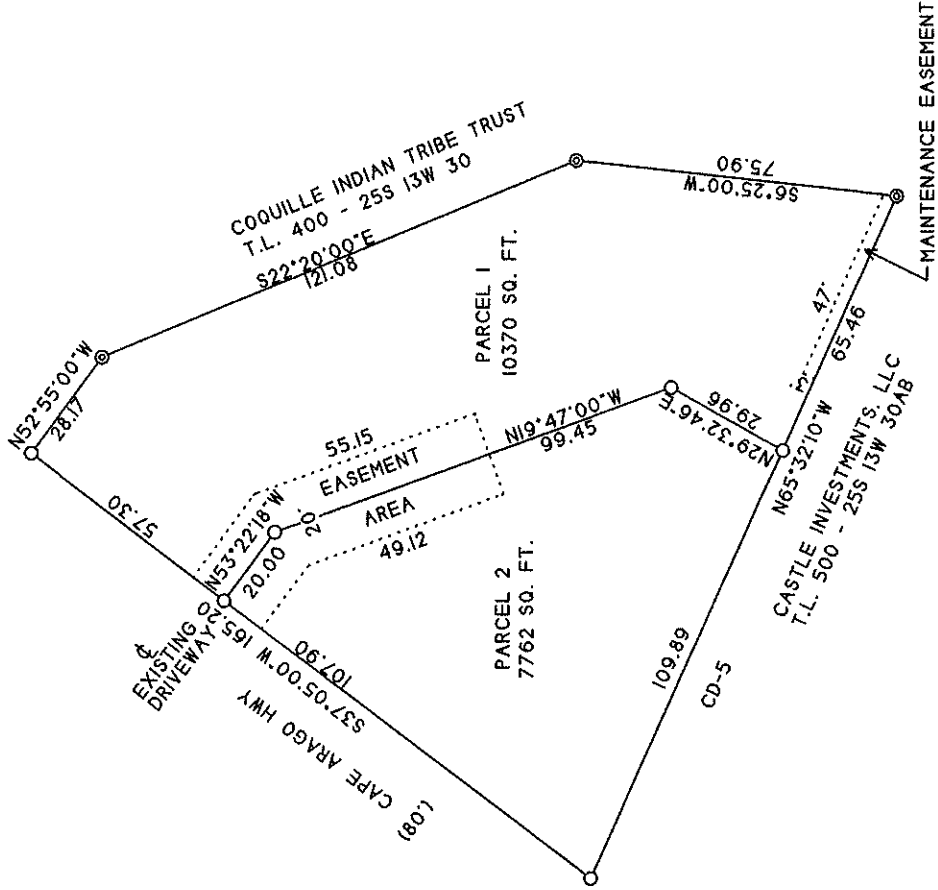 N52°55'00"W
28.17
COQUILLE INDIAN TRIBE TRUST
T.L. 400 - 25S 13W 30
S22°20'00"E
121.08
57.30
S6°25'00"W
75.90
PARCEL 1
10370 SQ. FT.
N53°22'18"W
20.00
55.15
EASEMENT
AREA
20'
49.12
N19°47'00"W
99.45
℄
EXISTING
DRIVEWAY
S37°05'00"W 165.20
107.90
CAPE ARAGO HWY
(80')
PARCEL 2
7762 SQ. FT.
N29°32'46"E
29.96
47'
65.46
N65°32'10"W
109.89
CD-5
CASTLE INVESTMENTS, LLC
T.L. 500 - 25S 13W 30AB
MAINTENANCE EASEMENT